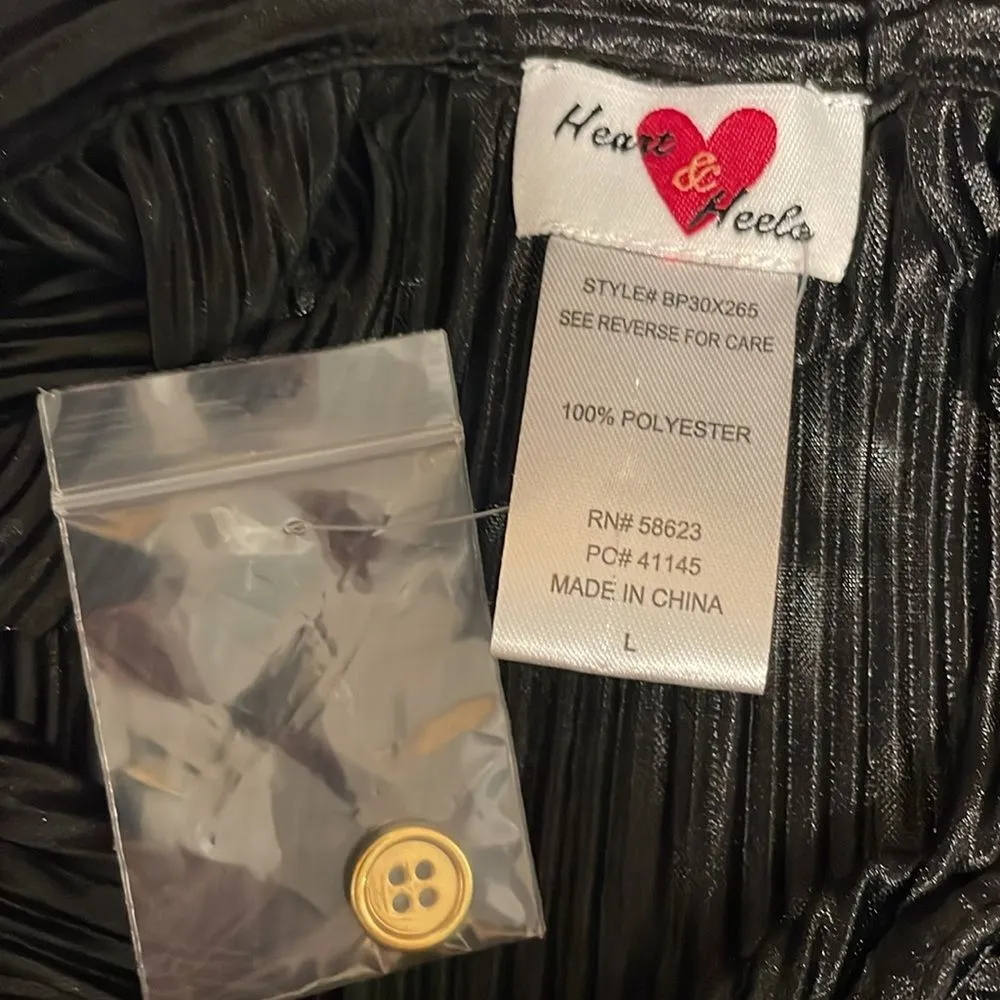 Heart
&
Heels
STYLE# BP30X265
SEE REVERSE FOR CARE
100% POLYESTER
RN# 58623
PC# 41145
MADE IN CHINA
L